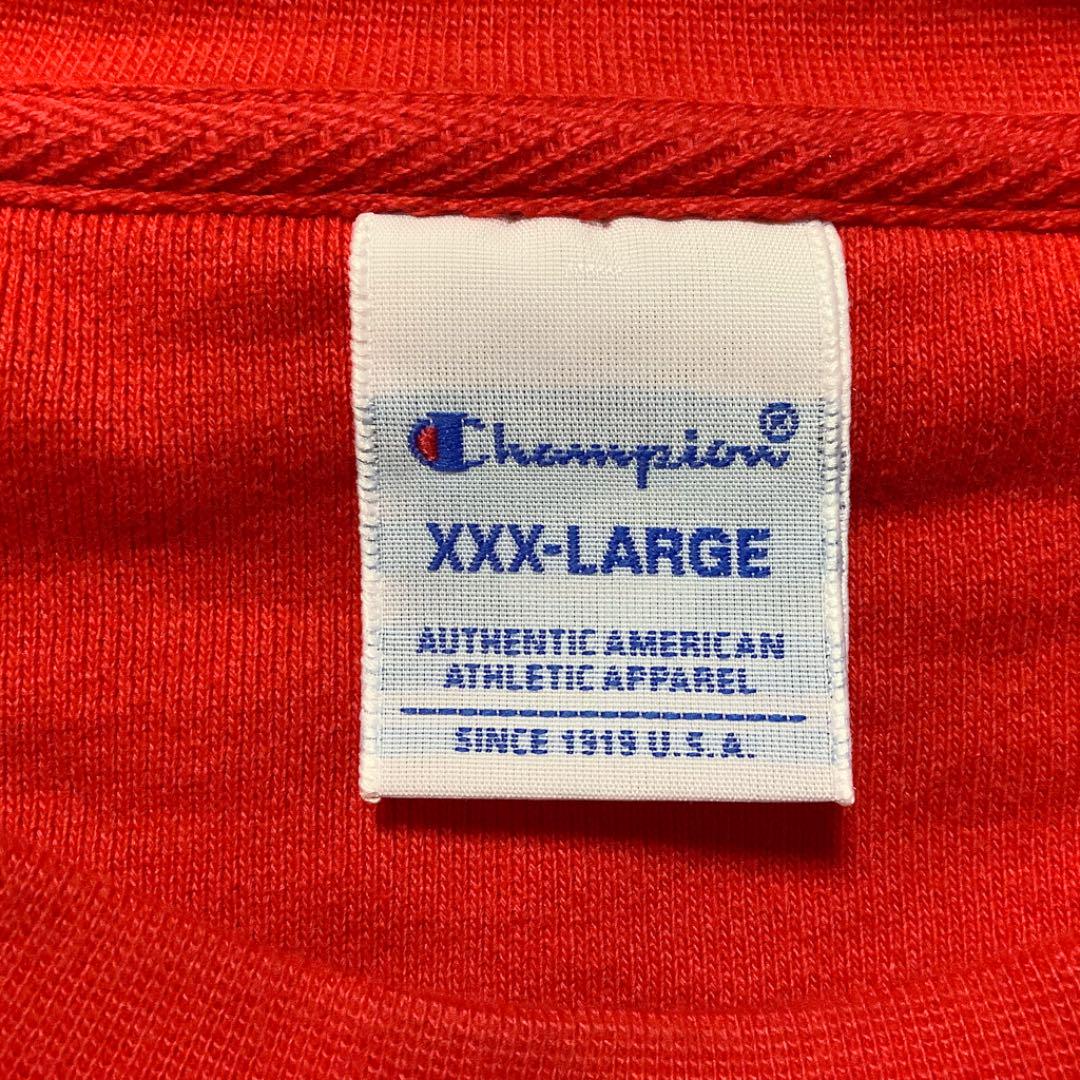 Champion®
XXX-LARGE
AUTHENTIC AMERICAN
ATHLETIC APPAREL
SINCE 1919 U.S.A.